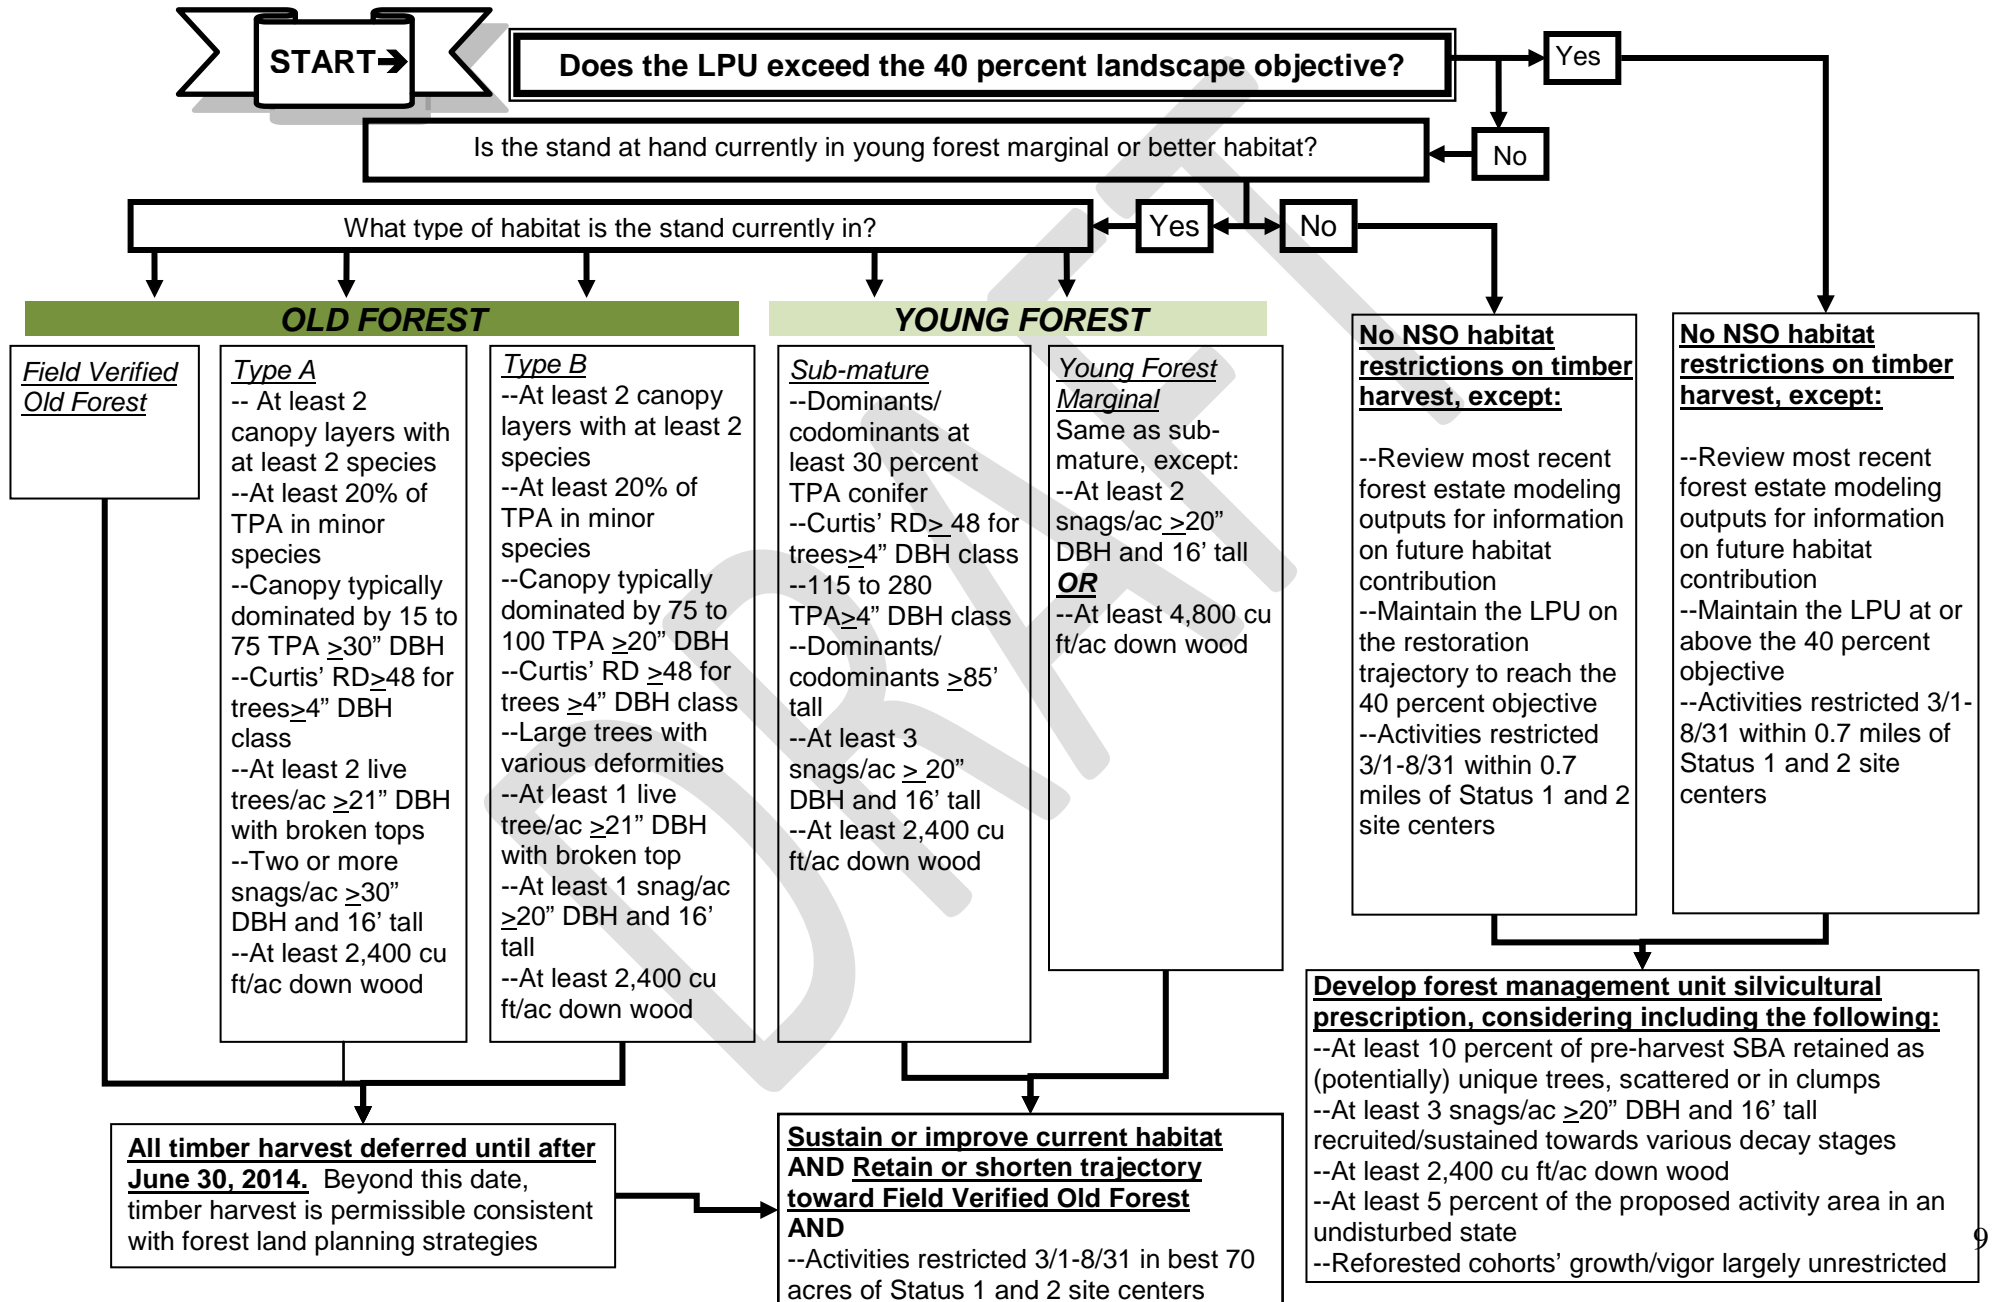 START➔
Does the LPU exceed the 40 percent landscape objective?
Yes
No
Is the stand at hand currently in young forest marginal or better habitat?
What type of habitat is the stand currently in?
Yes
No
OLD FOREST
YOUNG FOREST
Field Verified
Old Forest
Type A
-- At least 2
canopy layers with
at least 2 species
--At least 20% of
TPA in minor
species
--Canopy typically
dominated by 15 to
75 TPA >30” DBH
--Curtis’ RD>48 for
trees>4” DBH
class
--At least 2 live
trees/ac >21” DBH
with broken tops
--Two or more
snags/ac >30”
DBH and 16’ tall
--At least 2,400 cu
ft/ac down wood
Type B
--At least 2 canopy
layers with at least 2
species
--At least 20% of
TPA in minor
species
--Canopy typically
dominated by 75 to
100 TPA >20” DBH
--Curtis’ RD >48 for
trees >4” DBH class
--Large trees with
various deformities
--At least 1 live
tree/ac >21” DBH
with broken top
--At least 1 snag/ac
>20” DBH and 16’
tall
--At least 2,400 cu
ft/ac down wood
Sub-mature
--Dominants/
codominants at
least 30 percent
TPA conifer
--Curtis’ RD> 48 for
trees>4” DBH class
--115 to 280
TPA>4” DBH class
--Dominants/
codominants >85’
tall
--At least 3
snags/ac > 20”
DBH and 16’ tall
--At least 2,400 cu
ft/ac down wood
Young Forest
Marginal
Same as sub-
mature, except:
--At least 2
snags/ac >20”
DBH and 16’ tall
OR
--At least 4,800 cu
ft/ac down wood
No NSO habitat
restrictions on timber
harvest, except:
--Review most recent
forest estate modeling
outputs for information
on future habitat
contribution
--Maintain the LPU on
the restoration
trajectory to reach the
40 percent objective
--Activities restricted
3/1-8/31 within 0.7
miles of Status 1 and 2
site centers
No NSO habitat
restrictions on timber
harvest, except:
--Review most recent
forest estate modeling
outputs for information
on future habitat
contribution
--Maintain the LPU at or
above the 40 percent
objective
--Activities restricted 3/1-
8/31 within 0.7 miles of
Status 1 and 2 site
centers
All timber harvest deferred until after
June 30, 2014. Beyond this date,
timber harvest is permissible consistent
with forest land planning strategies
Sustain or improve current habitat
AND Retain or shorten trajectory
toward Field Verified Old Forest
AND
--Activities restricted 3/1-8/31 in best 70
acres of Status 1 and 2 site centers
Develop forest management unit silvicultural
prescription, considering including the following:
--At least 10 percent of pre-harvest SBA retained as
(potentially) unique trees, scattered or in clumps
--At least 3 snags/ac >20” DBH and 16’ tall
recruited/sustained towards various decay stages
--At least 2,400 cu ft/ac down wood
--At least 5 percent of the proposed activity area in an
undisturbed state
--Reforested cohorts’ growth/vigor largely unrestricted
9
DRAFT